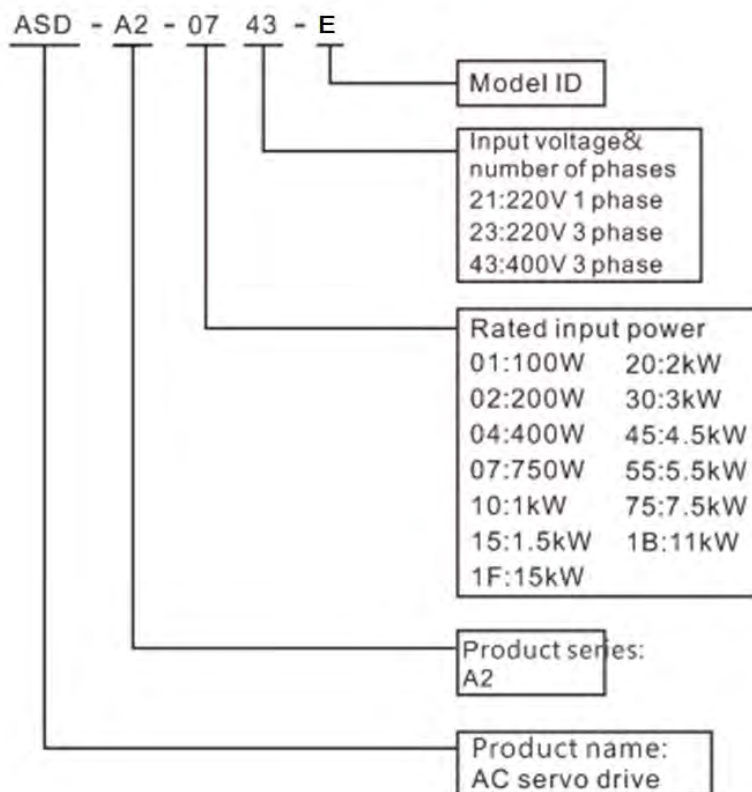 ASD - A2 - 07 43 - E
Model ID
Input voltage&
number of phases
21:220V 1 phase
23:220V 3 phase
43:400V 3 phase
Rated input power
01:100W 20:2kW
02:200W 30:3kW
04:400W 45:4.5kW
07:750W 55:5.5kW
10:1kW 75:7.5kW
15:1.5kW 1B:11kW
1F:15kW
Product series:
A2
Product name:
AC servo drive